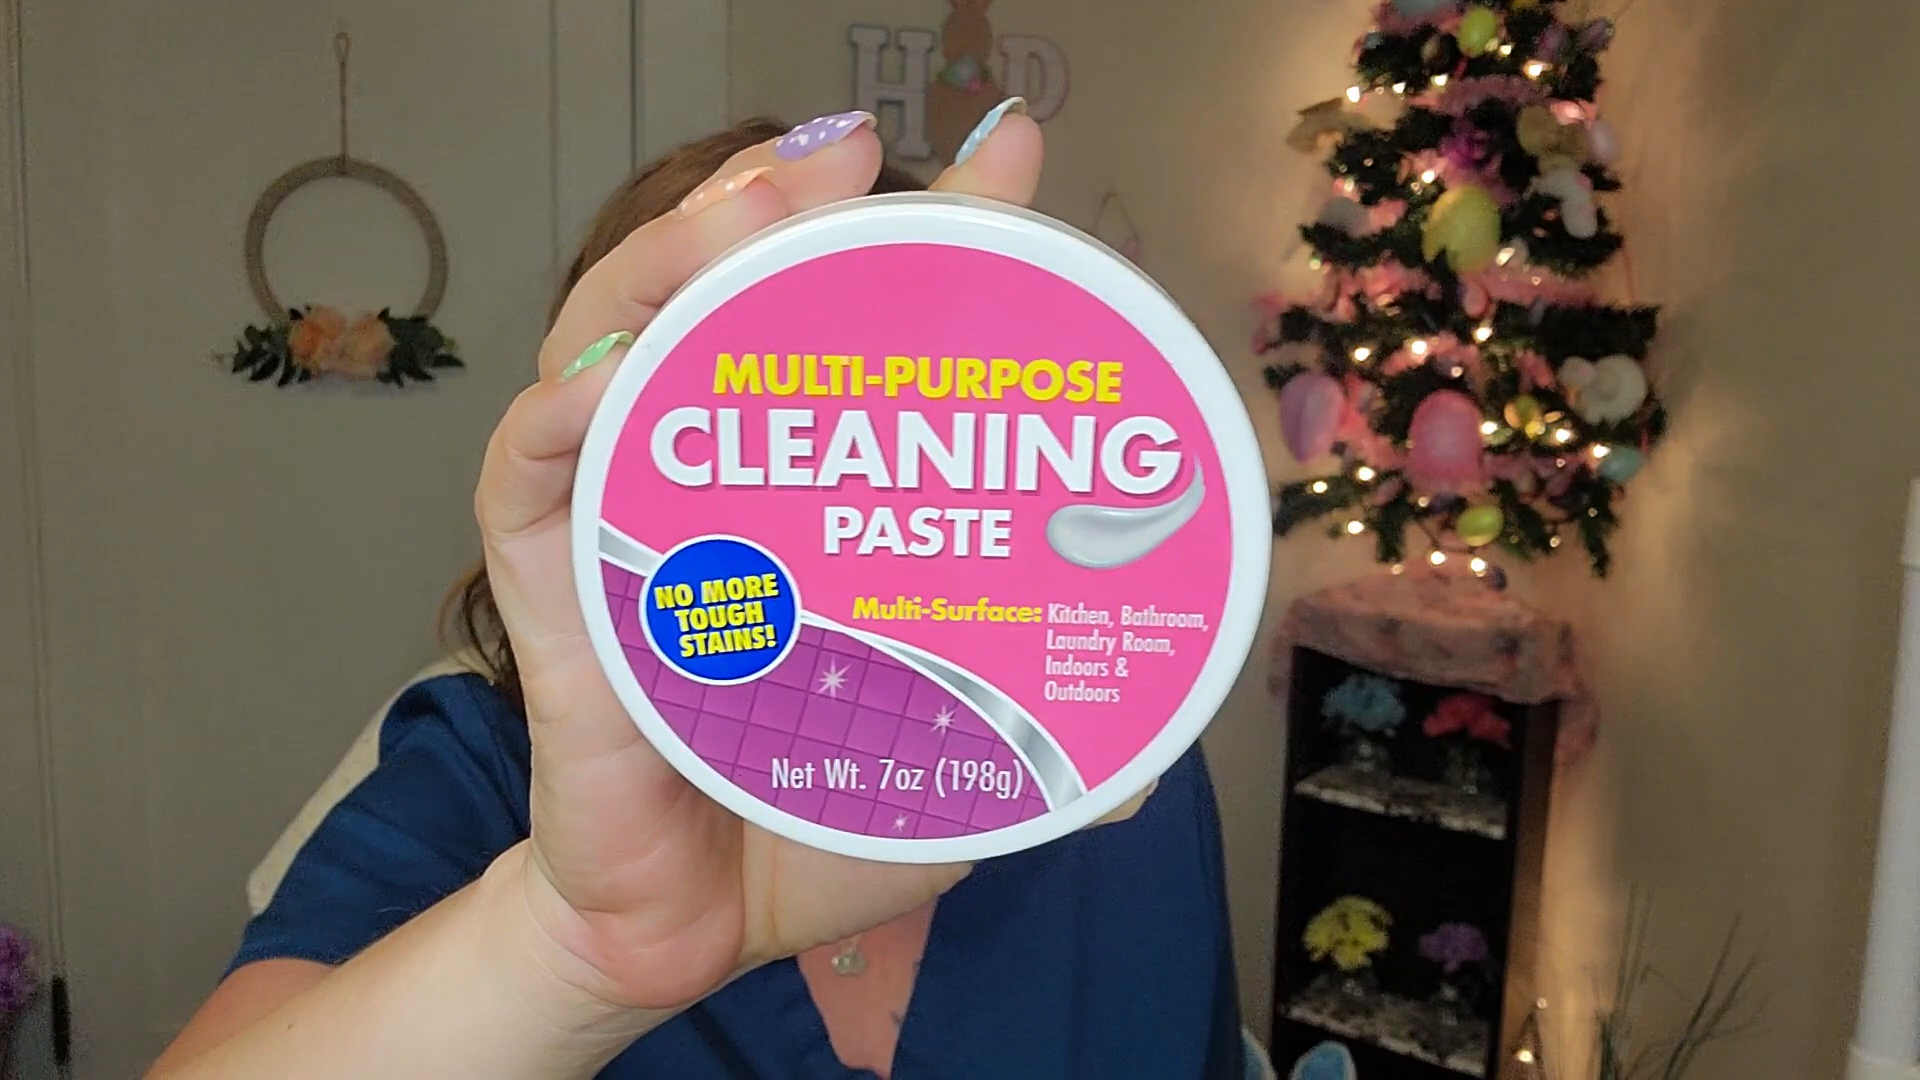 H D
MULTI-PURPOSE
CLEANING
PASTE
NO MORE
TOUGH
STAINS!
Multi-Surface: Kitchen, Bathroom,
Laundry Room,
Indoors &
Outdoors
Net Wt. 7oz (198g)